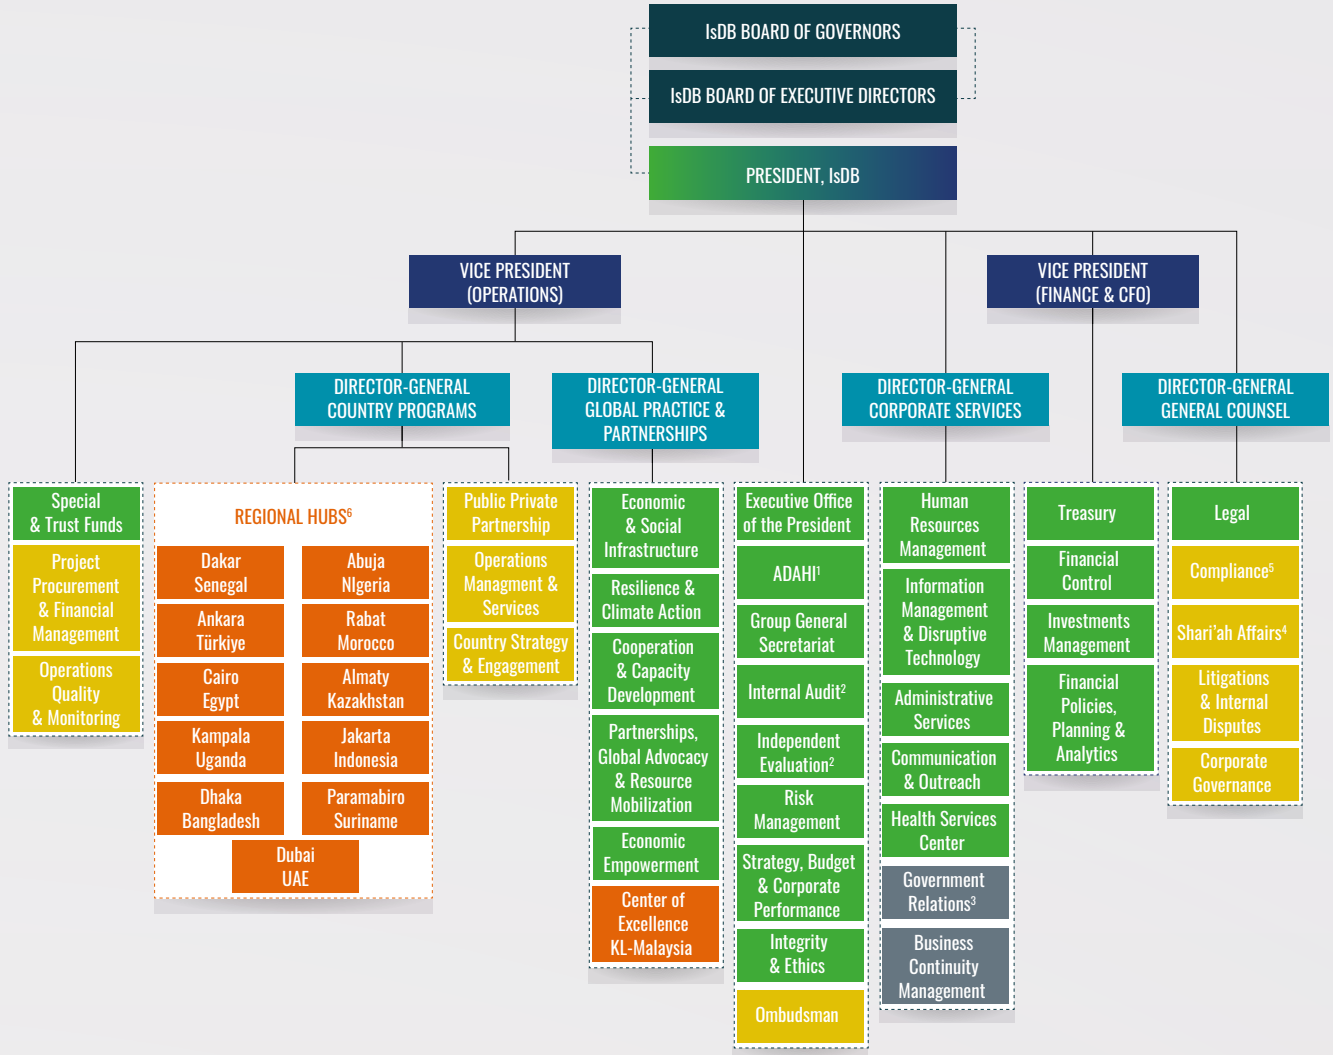 IsDB BOARD OF GOVERNORS
IsDB BOARD OF EXECUTIVE DIRECTORS
PRESIDENT, IsDB
VICE PRESIDENT
(OPERATIONS)
VICE PRESIDENT
(FINANCE & CFO)
DIRECTOR-GENERAL
COUNTRY PROGRAMS
DIRECTOR-GENERAL
GLOBAL PRACTICE &
PARTNERSHIPS
DIRECTOR-GENERAL
CORPORATE SERVICES
DIRECTOR-GENERAL
GENERAL COUNSEL
Special
& Trust Funds
Project
Procurement
& Financial
Management
Operations
Quality
& Monitoring
REGIONAL HUBS⁶
Dakar
Senegal
Abuja
NIgeria
Ankara
Türkiye
Rabat
Morocco
Cairo
Egypt
Almaty
Kazakhstan
Kampala
Uganda
Jakarta
Indonesia
Dhaka
Bangladesh
Paramabiro
Suriname
Dubai
UAE
Public Private
Partnership
Operations
Managment &
Services
Country Strategy
& Engagement
Economic
& Social
Infrastructure
Resilience &
Climate Action
Cooperation
& Capacity
Development
Partnerships,
Global Advocacy
& Resource
Mobilization
Economic
Empowerment
Center of
Excellence
KL-Malaysia
Executive Office
of the President
ADAHI¹
Group General
Secretariat
Internal Audit²
Independent
Evaluation²
Risk
Management
Strategy, Budget
& Corporate
Performance
Integrity
& Ethics
Ombudsman
Human
Resources
Management
Information
Management
& Disruptive
Technology
Administrative
Services
Communication
& Outreach
Health Services
Center
Government
Relations³
Business
Continuity
Management
Treasury
Financial
Control
Investments
Management
Financial
Policies,
Planning &
Analytics
Legal
Compliance⁵
Shari’ah Affairs⁴
Litigations
& Internal
Disputes
Corporate
Governance